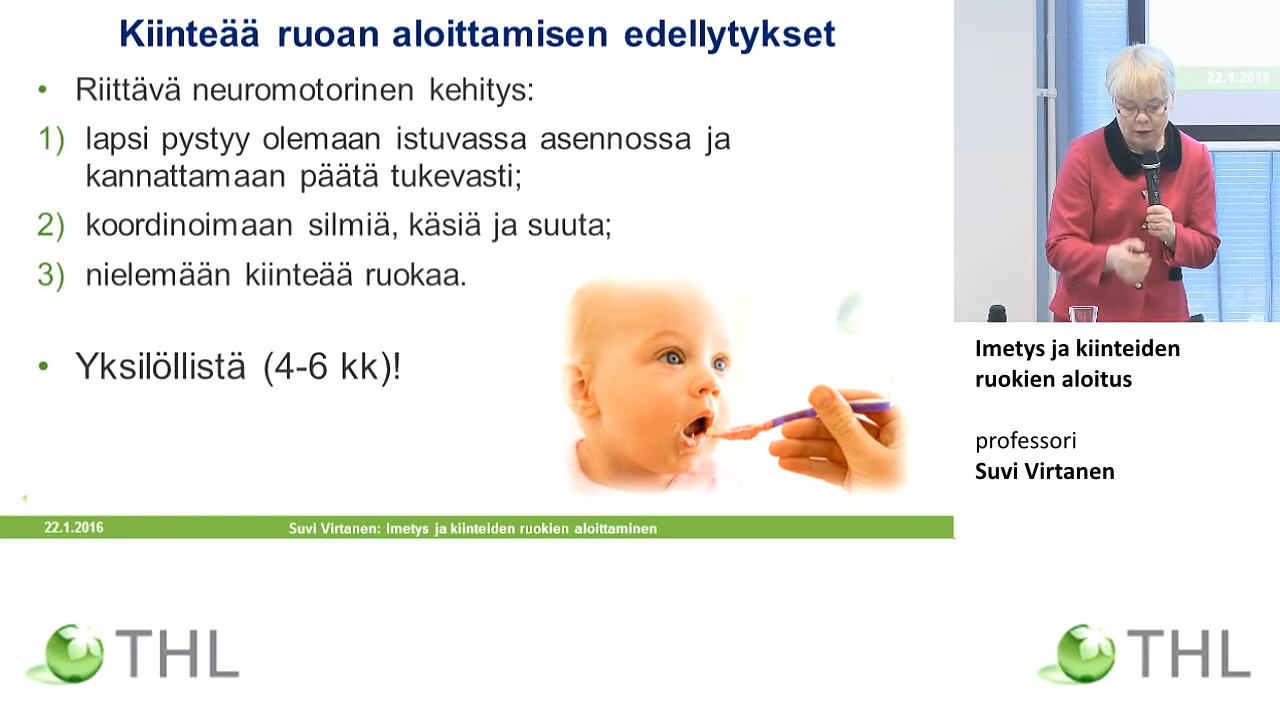 Kiinteää ruoan aloittamisen edellytykset
• Riittävä neuromotorinen kehitys:
1) lapsi pystyy olemaan istuvassa asennossa ja
kannattamaan päätä tukevasti;
2) koordinoimaan silmiä, käsiä ja suuta;
3) nielemään kiinteää ruokaa.
• Yksilöllistä (4-6 kk)!
22.1.2016 Suvi Virtanen: Imetys ja kiinteiden ruokien aloittaminen
22.1.2016
Imetys ja kiinteiden
ruokien aloitus
professori
Suvi Virtanen
THL
THL